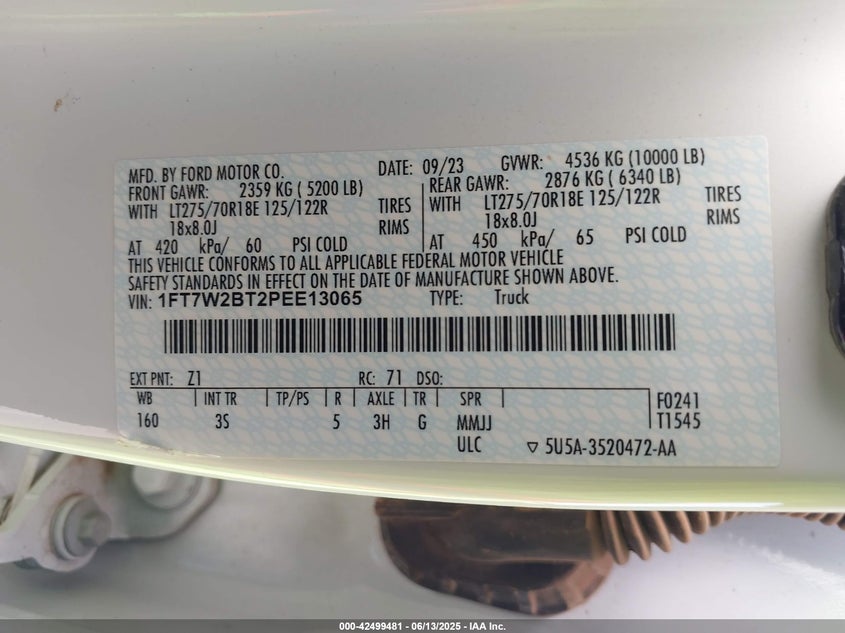 MFD. BY FORD MOTOR CO. DATE: 09/23 GVWR: 4536 KG (10000 LB)
FRONT GAWR: 2359 KG ( 5200 LB) REAR GAWR: 2876 KG ( 6340 LB)
WITH LT275/70R18E 125/122R TIRES WITH LT275/70R18E 125/122R TIRES
18x8.0J RIMS 18x8.0J RIMS
AT 420 kPa/ 60 PSI COLD AT 450 kPa/ 65 PSI COLD
THIS VEHICLE CONFORMS TO ALL APPLICABLE FEDERAL MOTOR VEHICLE
SAFETY STANDARDS IN EFFECT ON THE DATE OF MANUFACTURE SHOWN ABOVE.
VIN: 1FT7W2BT2PEE13065 TYPE: Truck
EXT PNT: Z1 RC: 71 DSO:
WB INT TR TP/PS R AXLE TR SPR F0241
160 3S 5 3H G MMJJ T1545
ULC ▽ 5U5A-3520472-AA
000-42499481 - 06/13/2025 - IAA Inc.